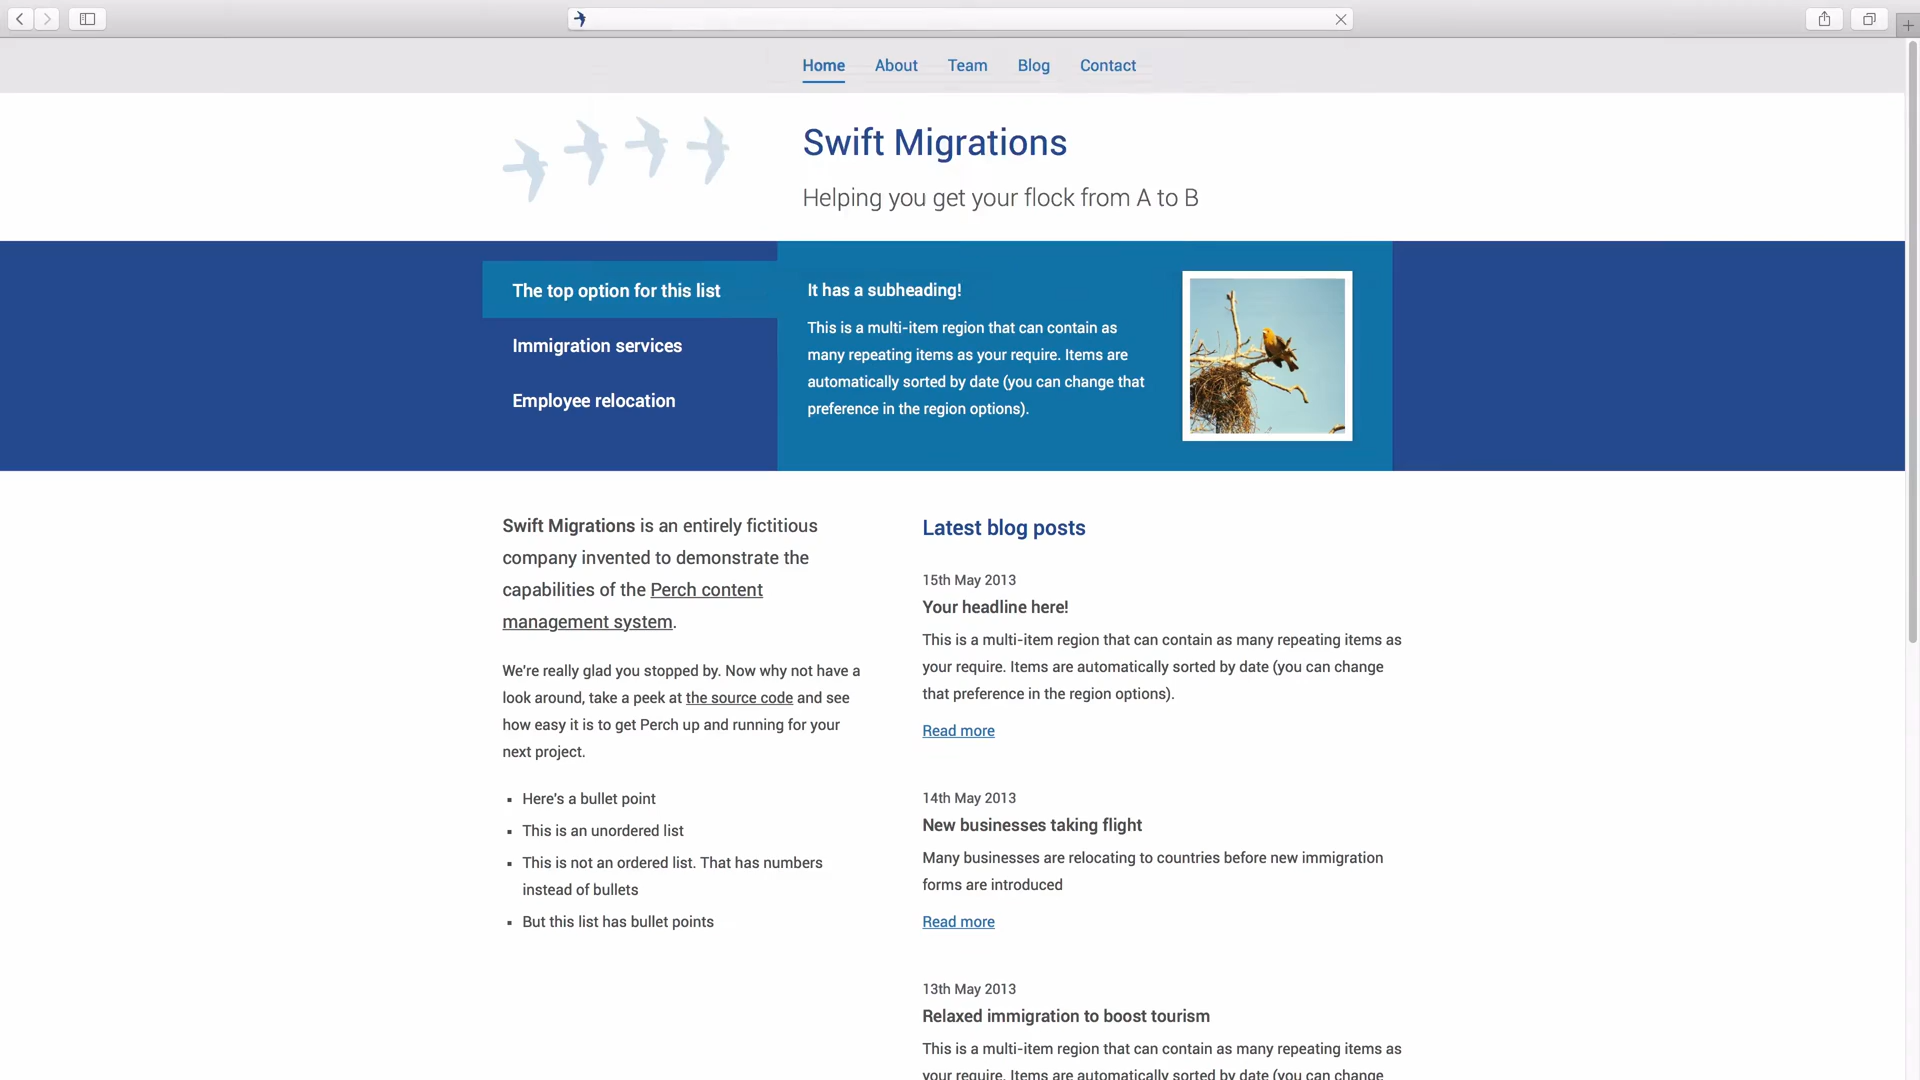 Home
About
Team
Blog
Contact
Swift Migrations
Helping you get your flock from A to B
The top option for this list
Immigration services
Employee relocation
It has a subheading!
This is a multi-item region that can contain as
many repeating items as your require. Items are
automatically sorted by date (you can change that
preference in the region options).
Swift Migrations is an entirely fictitious
company invented to demonstrate the
capabilities of the Perch content
management system.
We're really glad you stopped by. Now why not have a
look around, take a peek at the source code and see
how easy it is to get Perch up and running for your
next project.
Here's a bullet point
This is an unordered list
This is not an ordered list. That has numbers
instead of bullets
But this list has bullet points
Latest blog posts
15th May 2013
Your headline here!
This is a multi-item region that can contain as many repeating items as
your require. Items are automatically sorted by date (you can change
that preference in the region options).
Read more
14th May 2013
New businesses taking flight
Many businesses are relocating to countries before new immigration
forms are introduced
Read more
13th May 2013
Relaxed immigration to boost tourism
This is a multi-item region that can contain as many repeating items as
your require. Items are automatically sorted by date (you can change